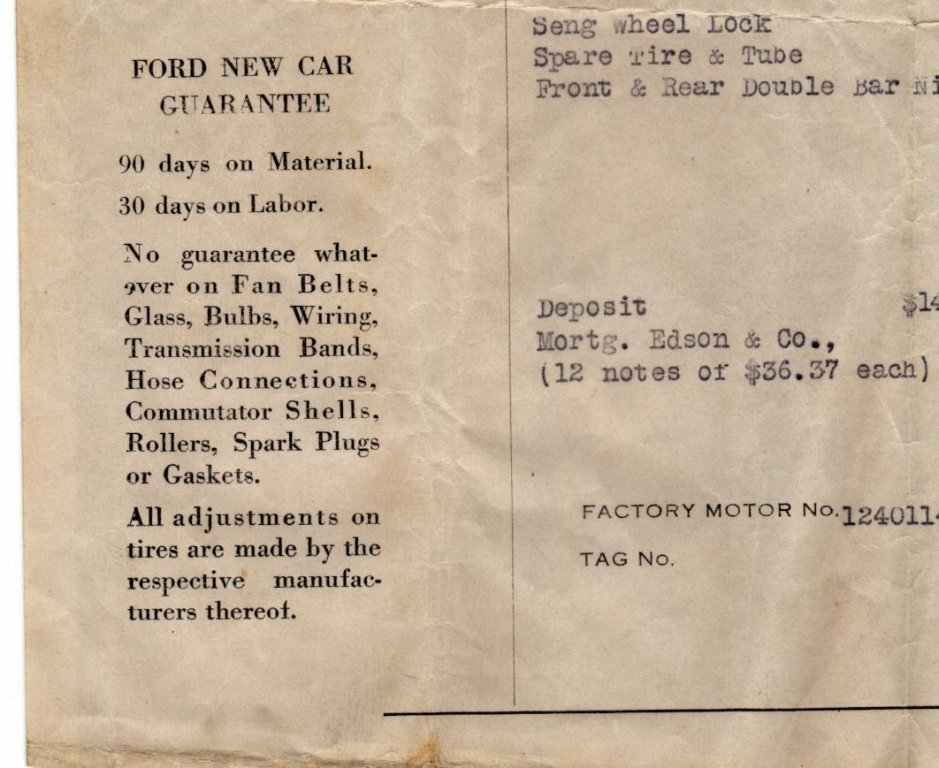 FORD NEW CAR
GUARANTEE
90 days on Material.
30 days on Labor.
No guarantee what-
ever on Fan Belts,
Glass, Bulbs, Wiring,
Transmission Bands,
Hose Connections,
Commutator Shells,
Rollers, Spark Plugs
or Gaskets.
All adjustments on
tires are made by the
respective manufac-
turers thereof.
Seng Wheel Lock
Spare Tire & Tube
Front & Rear Double Bar Ni
Deposit $14
Mortg. Edson & Co.,
(12 notes of $36.37 each)
FACTORY MOTOR No. 1240114
TAG No.